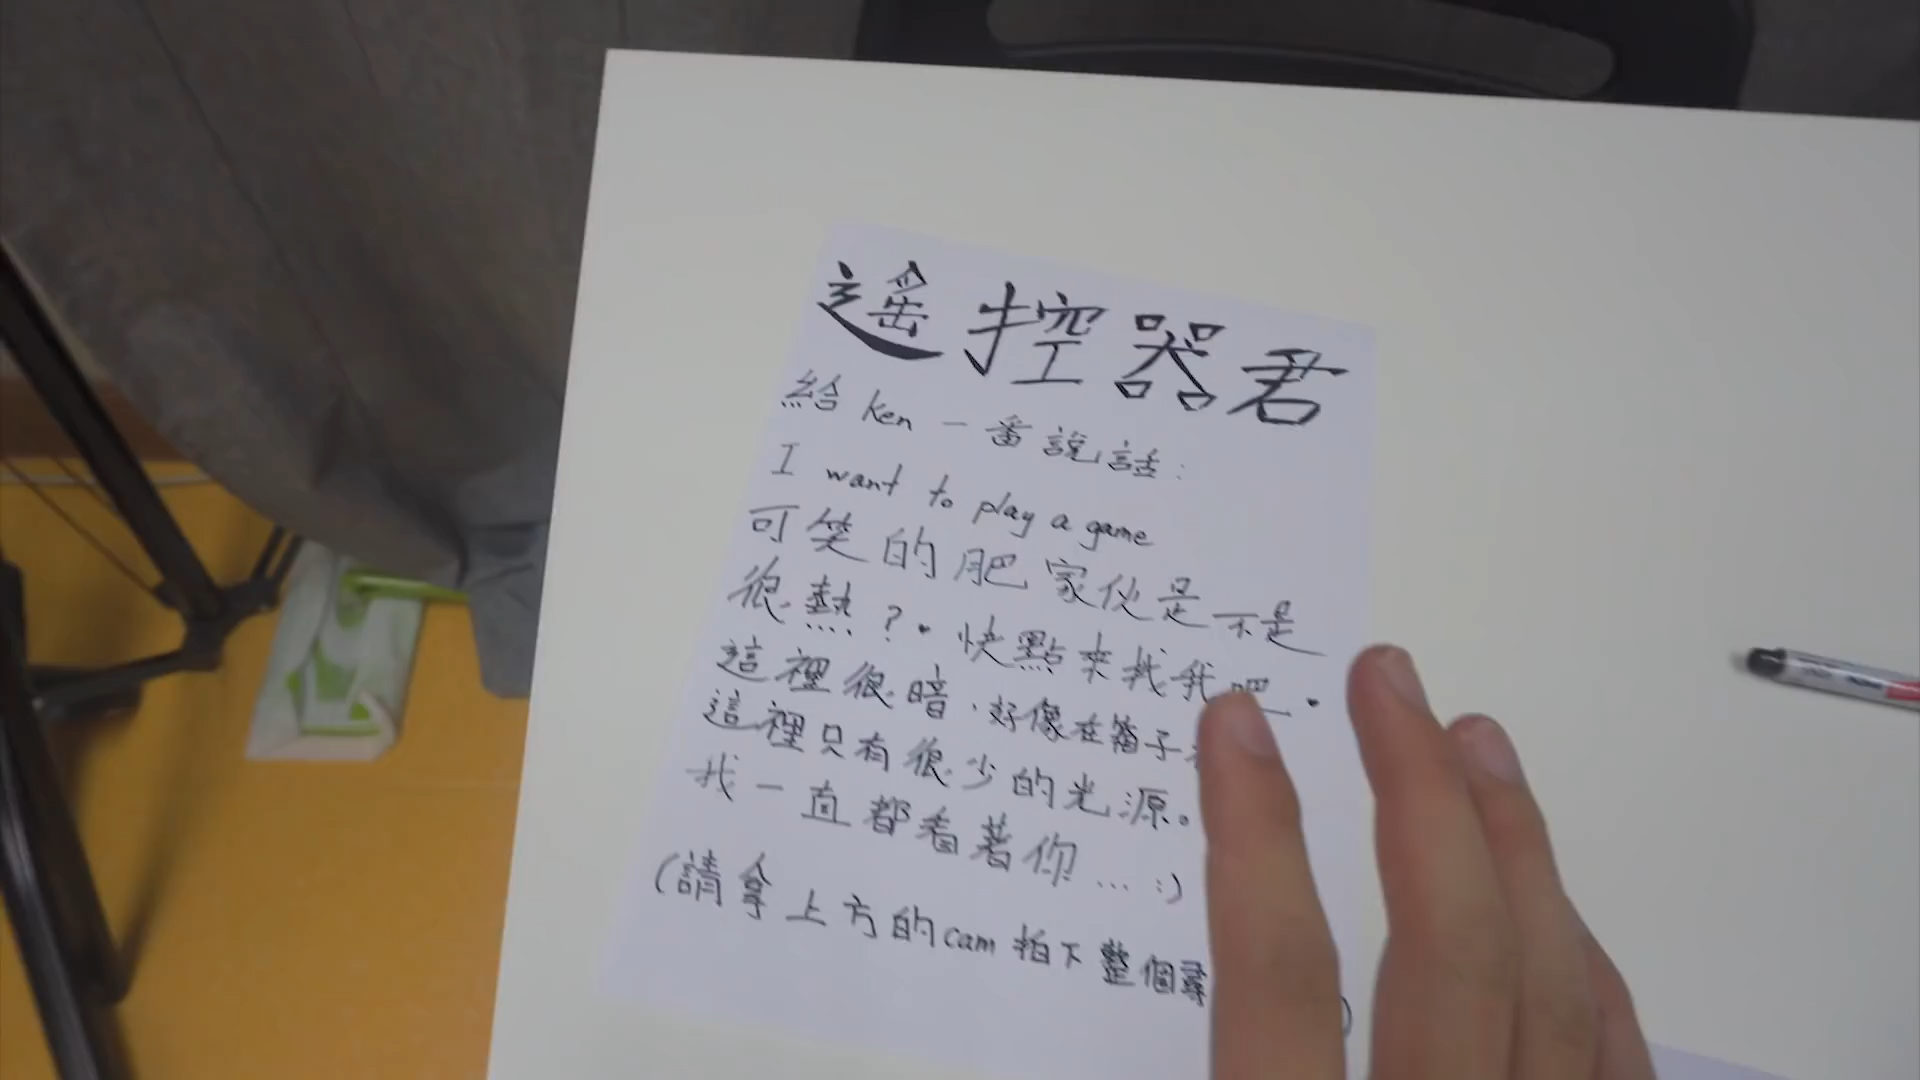 遙控器君
給 ken 一番說話：
I want to play a game
可笑的肥家伙是不是
很熱？. 快點來找我吧.
這裡很暗，好像在箱子
這裡只有很少的光源。
我一直都看著你...:)
(請拿上方的cam 拍下整個尋